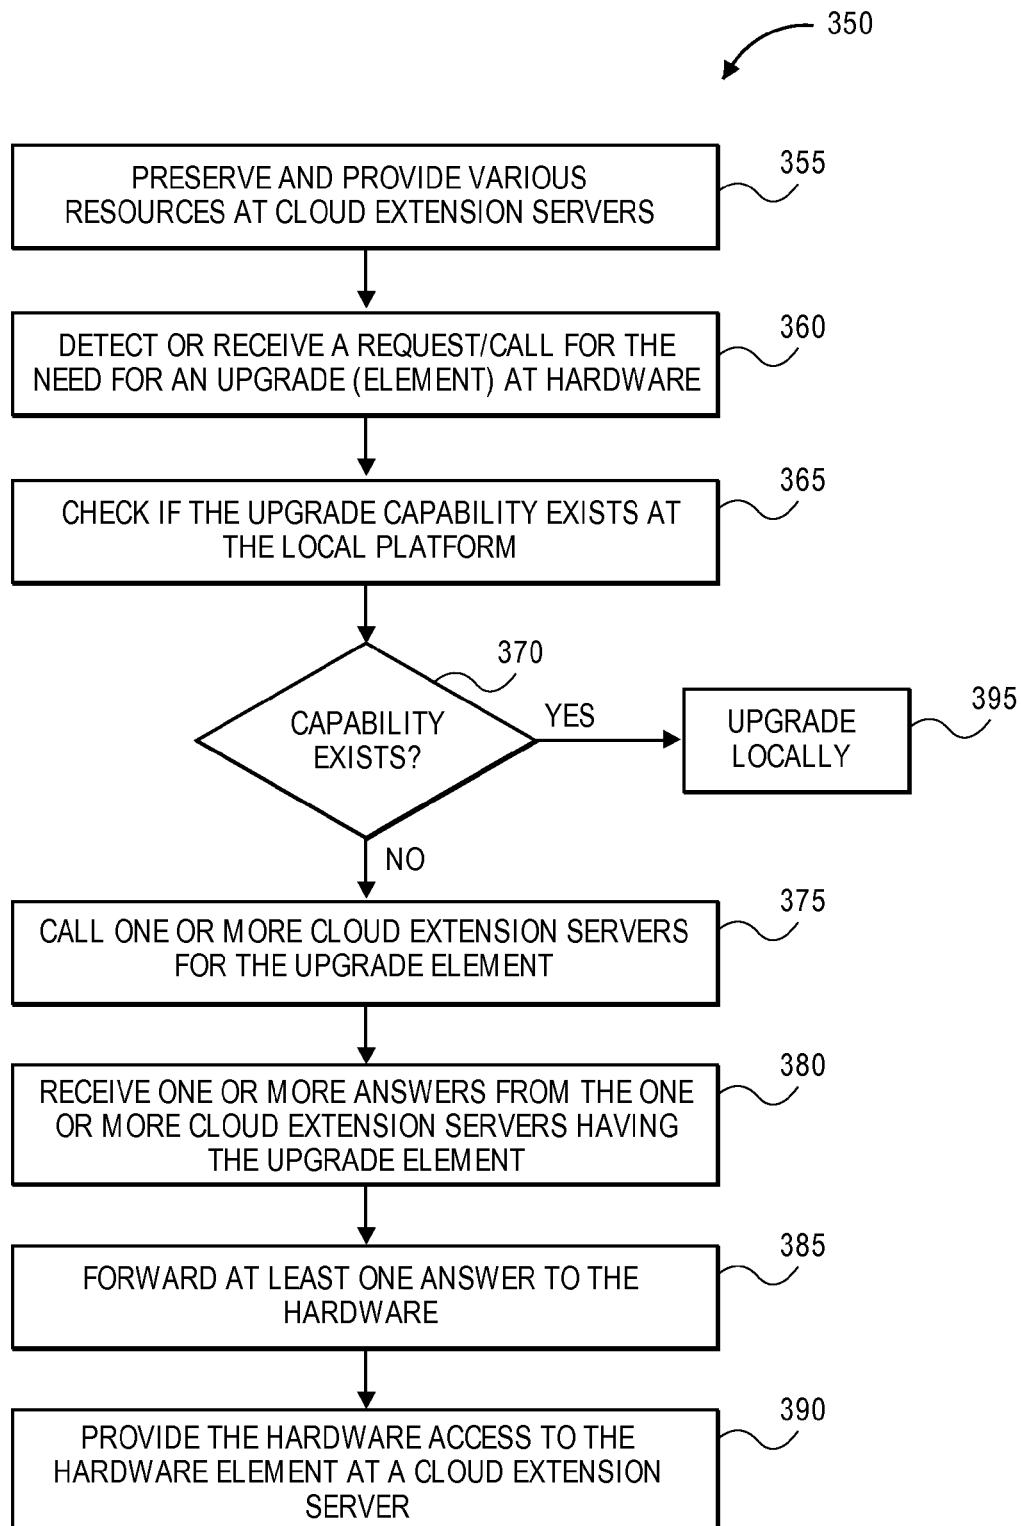 350
PRESERVE AND PROVIDE VARIOUS
RESOURCES AT CLOUD EXTENSION SERVERS
355
DETECT OR RECEIVE A REQUEST/CALL FOR THE
NEED FOR AN UPGRADE (ELEMENT) AT HARDWARE
360
CHECK IF THE UPGRADE CAPABILITY EXISTS AT
THE LOCAL PLATFORM
365
CAPABILITY
EXISTS?
370
YES
UPGRADE
LOCALLY
395
NO
CALL ONE OR MORE CLOUD EXTENSION SERVERS
FOR THE UPGRADE ELEMENT
375
RECEIVE ONE OR MORE ANSWERS FROM THE ONE
OR MORE CLOUD EXTENSION SERVERS HAVING
THE UPGRADE ELEMENT
380
FORWARD AT LEAST ONE ANSWER TO THE
HARDWARE
385
PROVIDE THE HARDWARE ACCESS TO THE
HARDWARE ELEMENT AT A CLOUD EXTENSION
SERVER
390